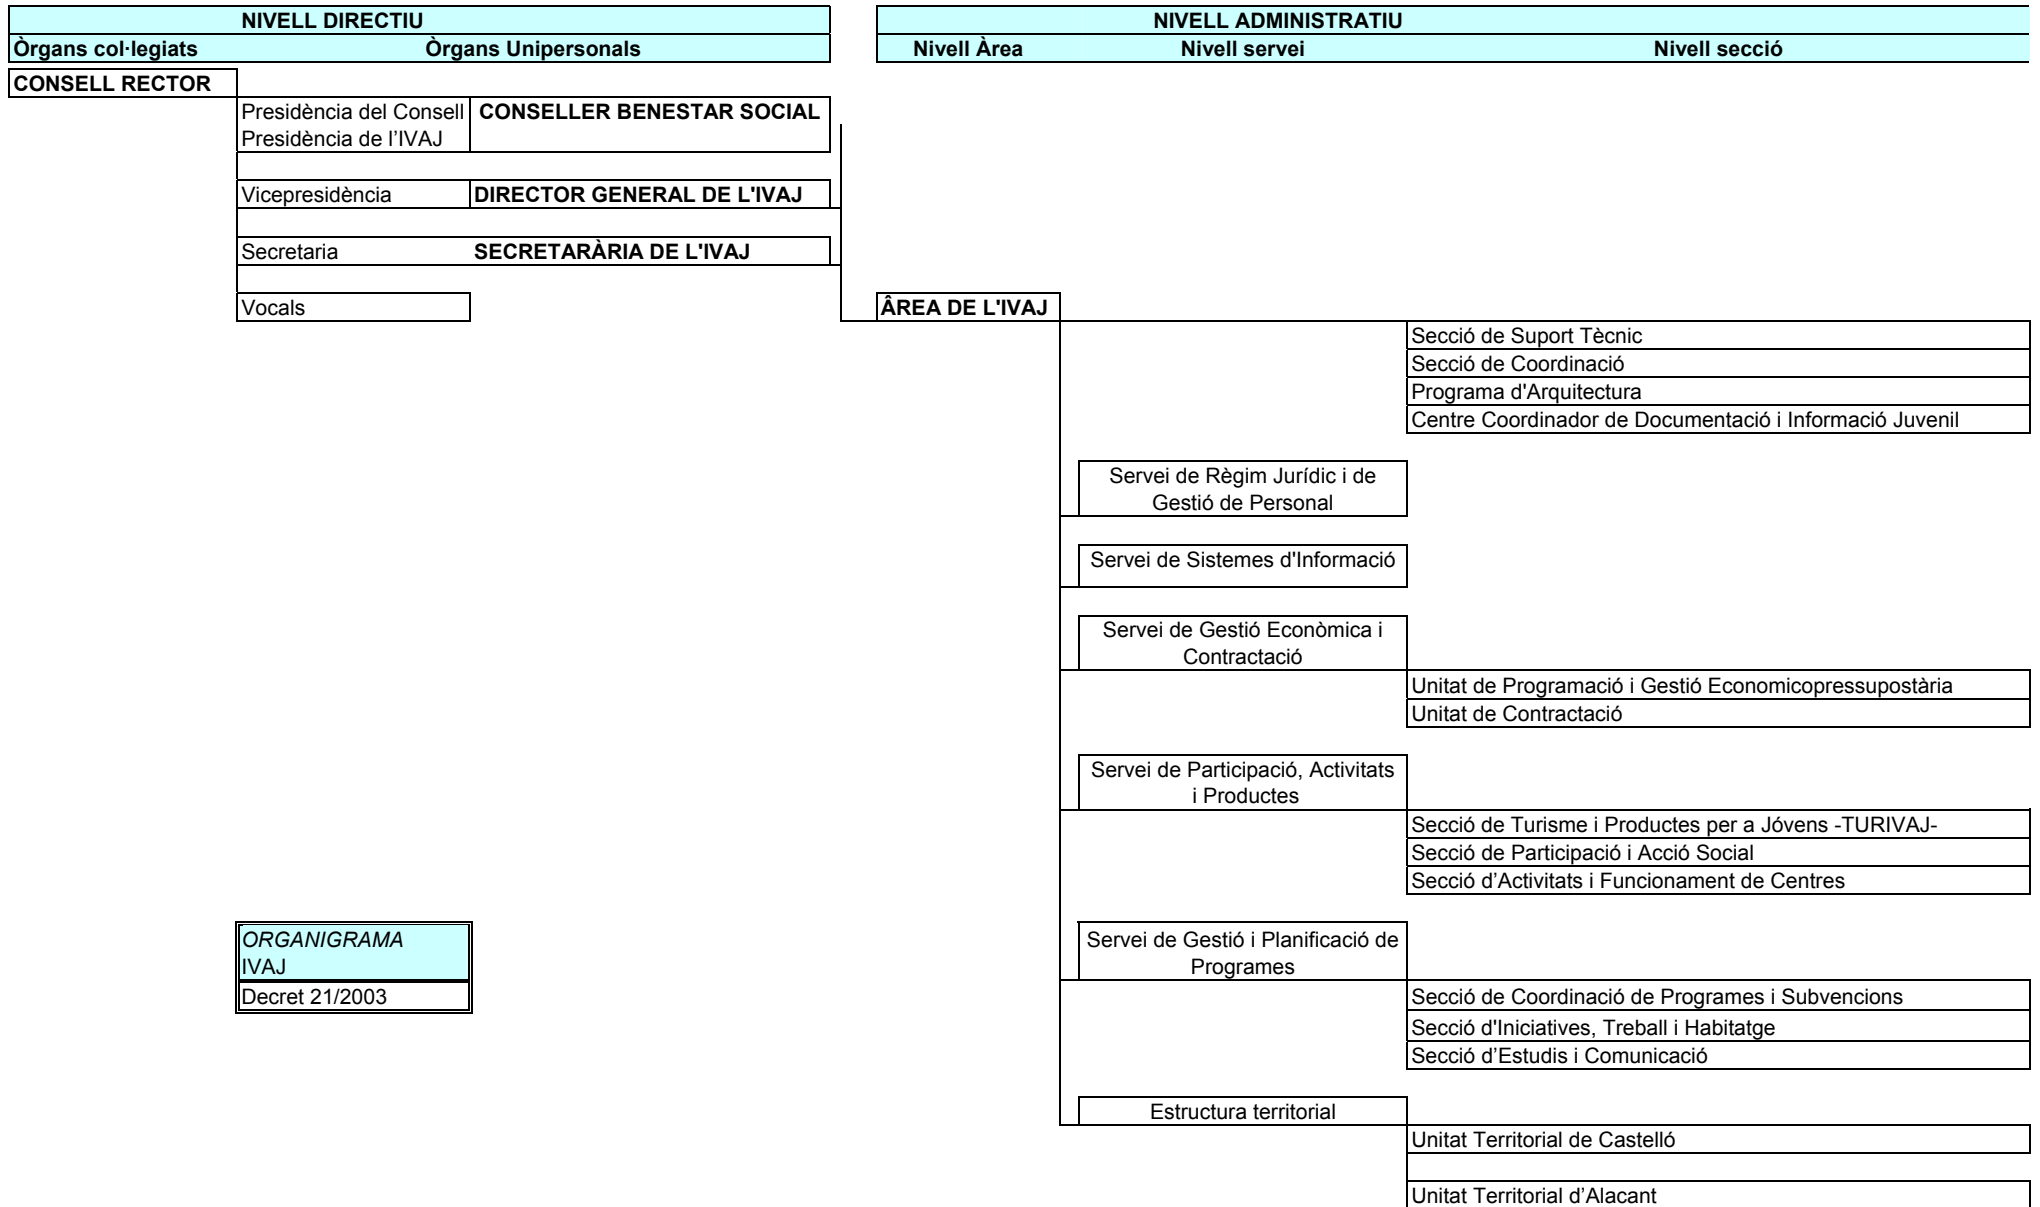 NIVELL DIRECTIU
NIVELL ADMINISTRATIU
Òrgans col·legiats
Òrgans Unipersonals
Nivell Àrea
Nivell servei
Nivell secció
CONSELL RECTOR
Presidència del Consell
CONSELLER BENESTAR SOCIAL
Presidència de l’IVAJ
Vicepresidència
DIRECTOR GENERAL DE L'IVAJ
Secretaria
SECRETARÀRIA DE L'IVAJ
Vocals
ÂREA DE L'IVAJ
Secció de Suport Tècnic
Secció de Coordinació
Programa d'Arquitectura
Centre Coordinador de Documentació i Informació Juvenil
Servei de Règim Jurídic i de
Gestió de Personal
Servei de Sistemes d'Informació
Servei de Gestió Econòmica i
Contractació
Unitat de Programació i Gestió Economicopressupostària
Unitat de Contractació
Servei de Participació, Activitats
i Productes
Secció de Turisme i Productes per a Jóvens -TURIVAJ-
Secció de Participació i Acció Social
Secció d’Activitats i Funcionament de Centres
ORGANIGRAMA
IVAJ
Decret 21/2003
Servei de Gestió i Planificació de
Programes
Secció de Coordinació de Programes i Subvencions
Secció d'Iniciatives, Treball i Habitatge
Secció d’Estudis i Comunicació
Estructura territorial
Unitat Territorial de Castelló
Unitat Territorial d’Alacant